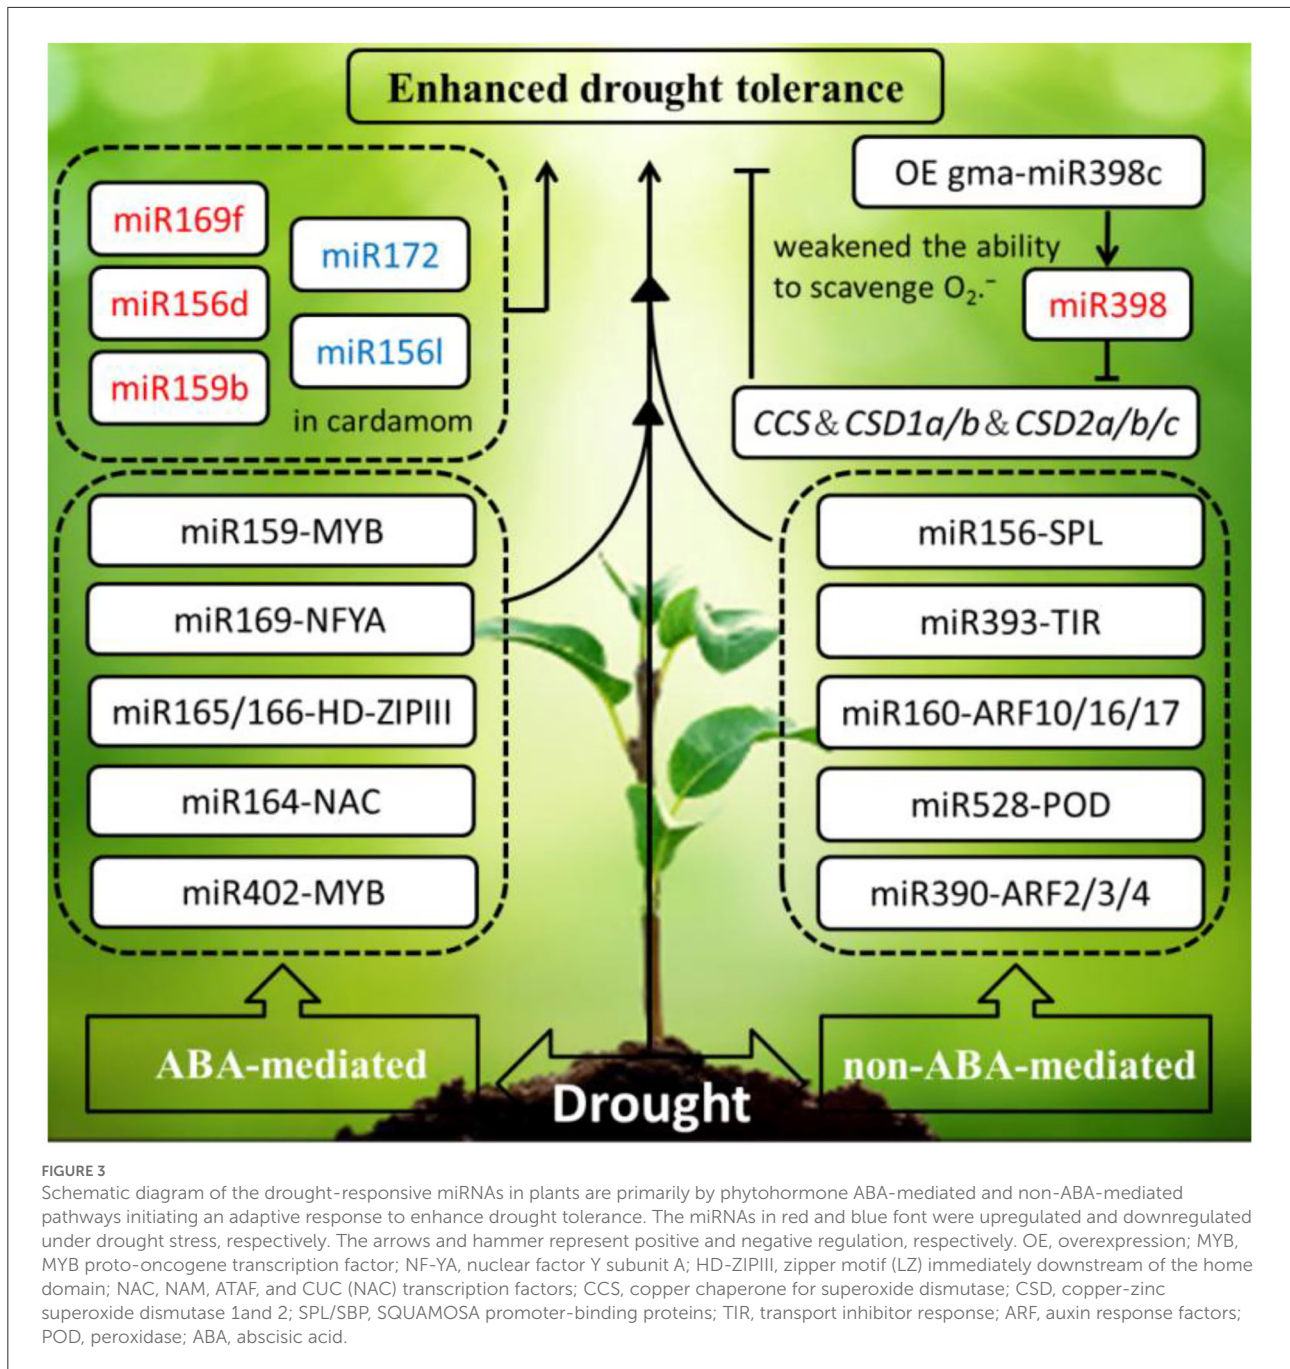 Enhanced drought tolerance
miR169f
miR156d
miR159b
miR172
miR156l
in cardamom
OE gma-miR398c
weakened the ability
to scavenge O₂.⁻
miR398
CCS & CSD1a/b & CSD2a/b/c
miR159-MYB
miR169-NFYA
miR165/166-HD-ZIPIII
miR164-NAC
miR402-MYB
miR156-SPL
miR393-TIR
miR160-ARF10/16/17
miR528-POD
miR390-ARF2/3/4
ABA-mediated
Drought
non-ABA-mediated
FIGURE 3
Schematic diagram of the drought-responsive miRNAs in plants are primarily by phytohormone ABA-mediated and non-ABA-mediated
pathways initiating an adaptive response to enhance drought tolerance. The miRNAs in red and blue font were upregulated and downregulated
under drought stress, respectively. The arrows and hammer represent positive and negative regulation, respectively. OE, overexpression; MYB,
MYB proto-oncogene transcription factor; NF-YA, nuclear factor Y subunit A; HD-ZIPIII, zipper motif (LZ) immediately downstream of the home
domain; NAC, NAM, ATAF, and CUC (NAC) transcription factors; CCS, copper chaperone for superoxide dismutase; CSD, copper-zinc
superoxide dismutase 1and 2; SPL/SBP, SQUAMOSA promoter-binding proteins; TIR, transport inhibitor response; ARF, auxin response factors;
POD, peroxidase; ABA, abscisic acid.